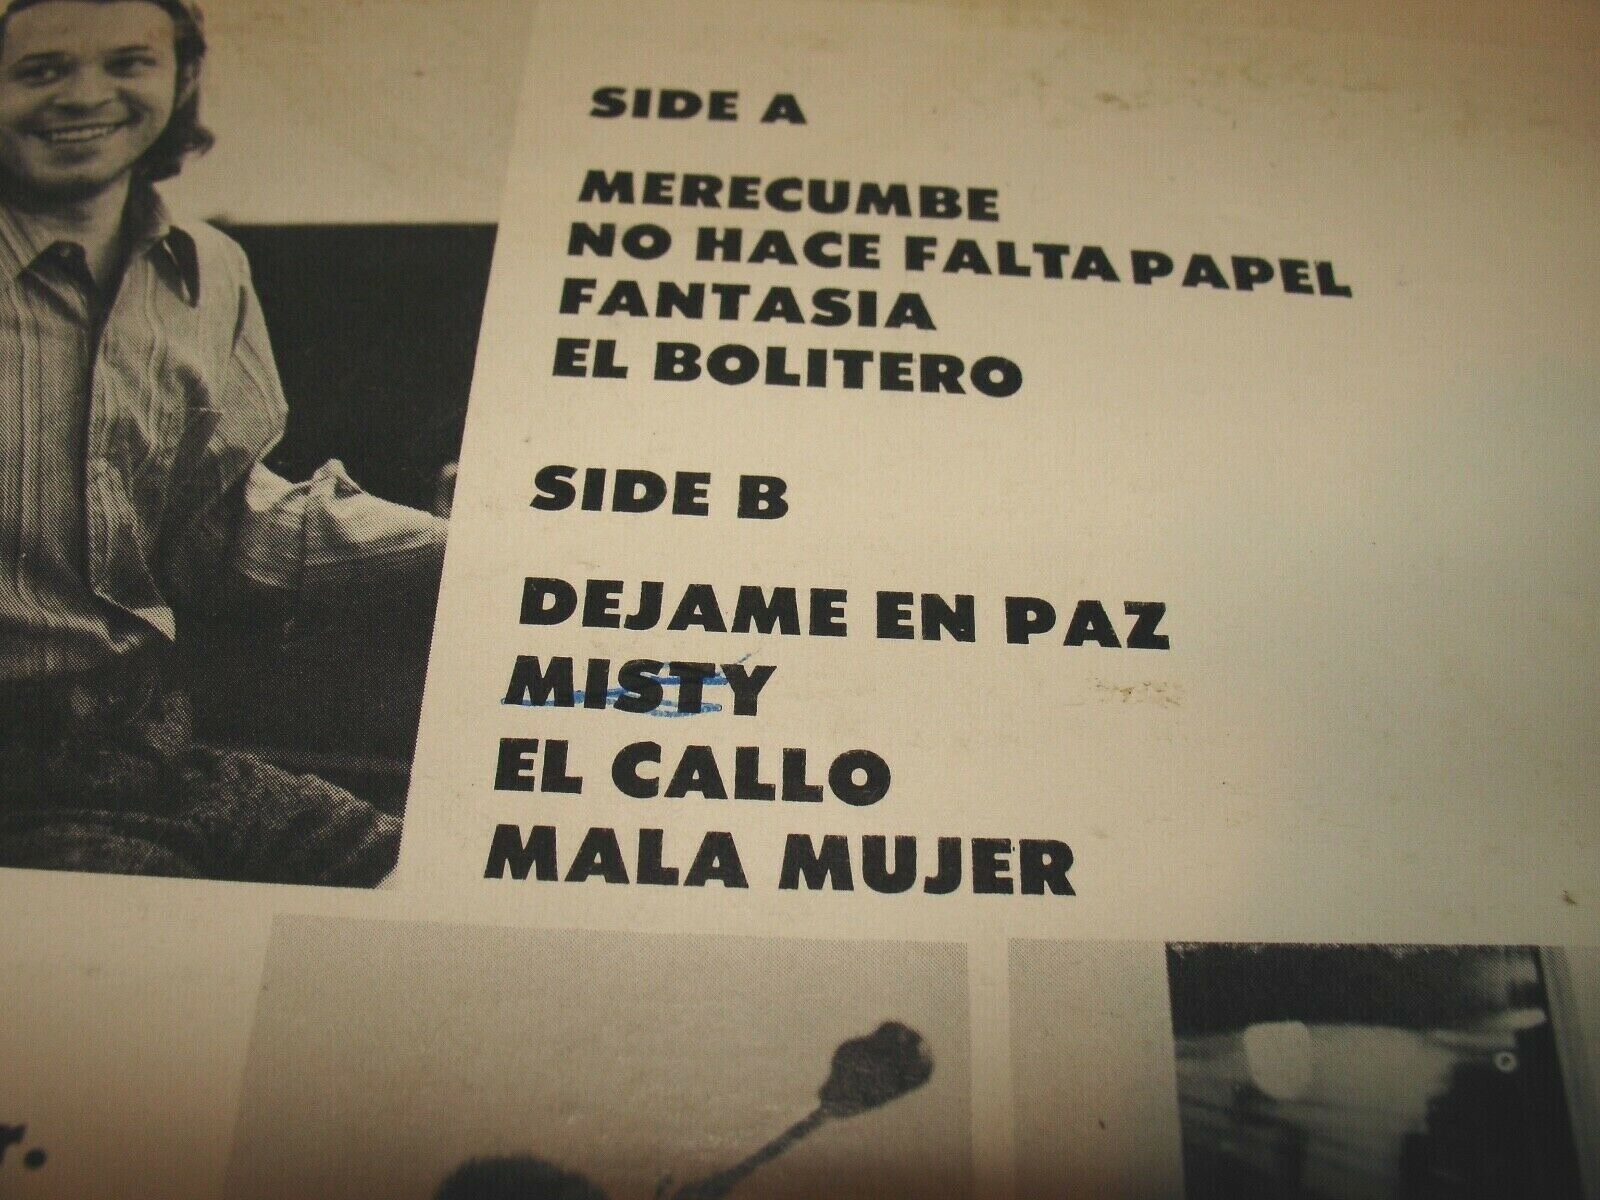 SIDE A
MERECUMBE
NO HACE FALTA PAPEL
FANTASIA
EL BOLITERO
SIDE B
DEJAME EN PAZ
MISTY
EL CALLO
MALA MUJER
r.